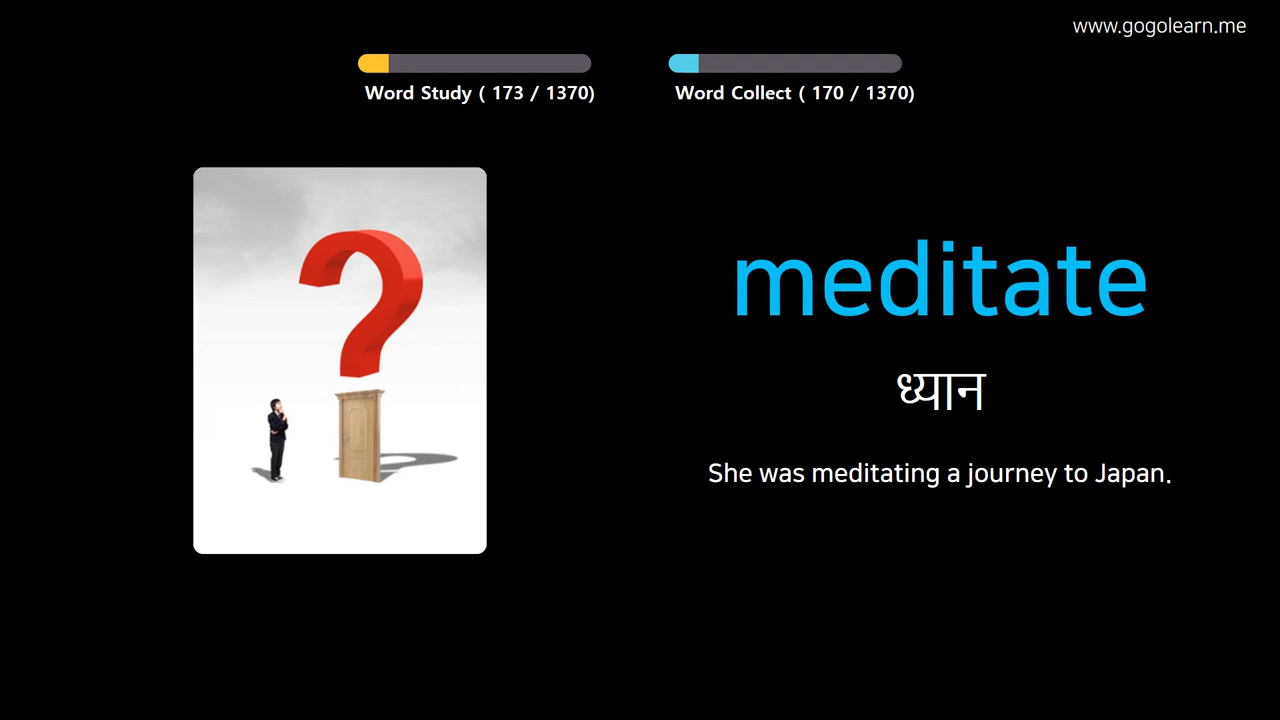 www.gogolearn.me
Word Study ( 173 / 1370)
Word Collect ( 170 / 1370)
meditate
ध्यान
She was meditating a journey to Japan.